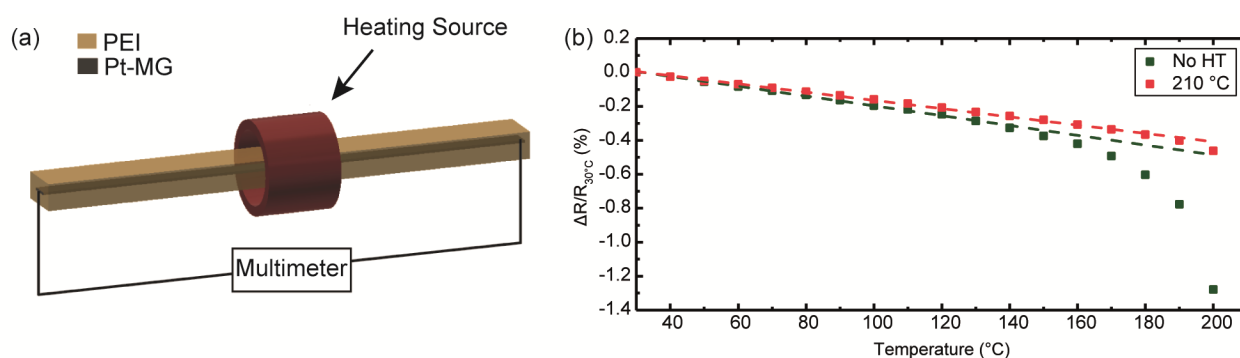 (a)
PEI
Pt-MG
Heating Source
Multimeter
(b)
0.2
0.0
-0.2
-0.4
-0.6
-0.8
-1.0
-1.2
-1.4
ΔR/R30°C (%)
No HT
210 °C
40 60 80 100 120 140 160 180 200
Temperature (°C)